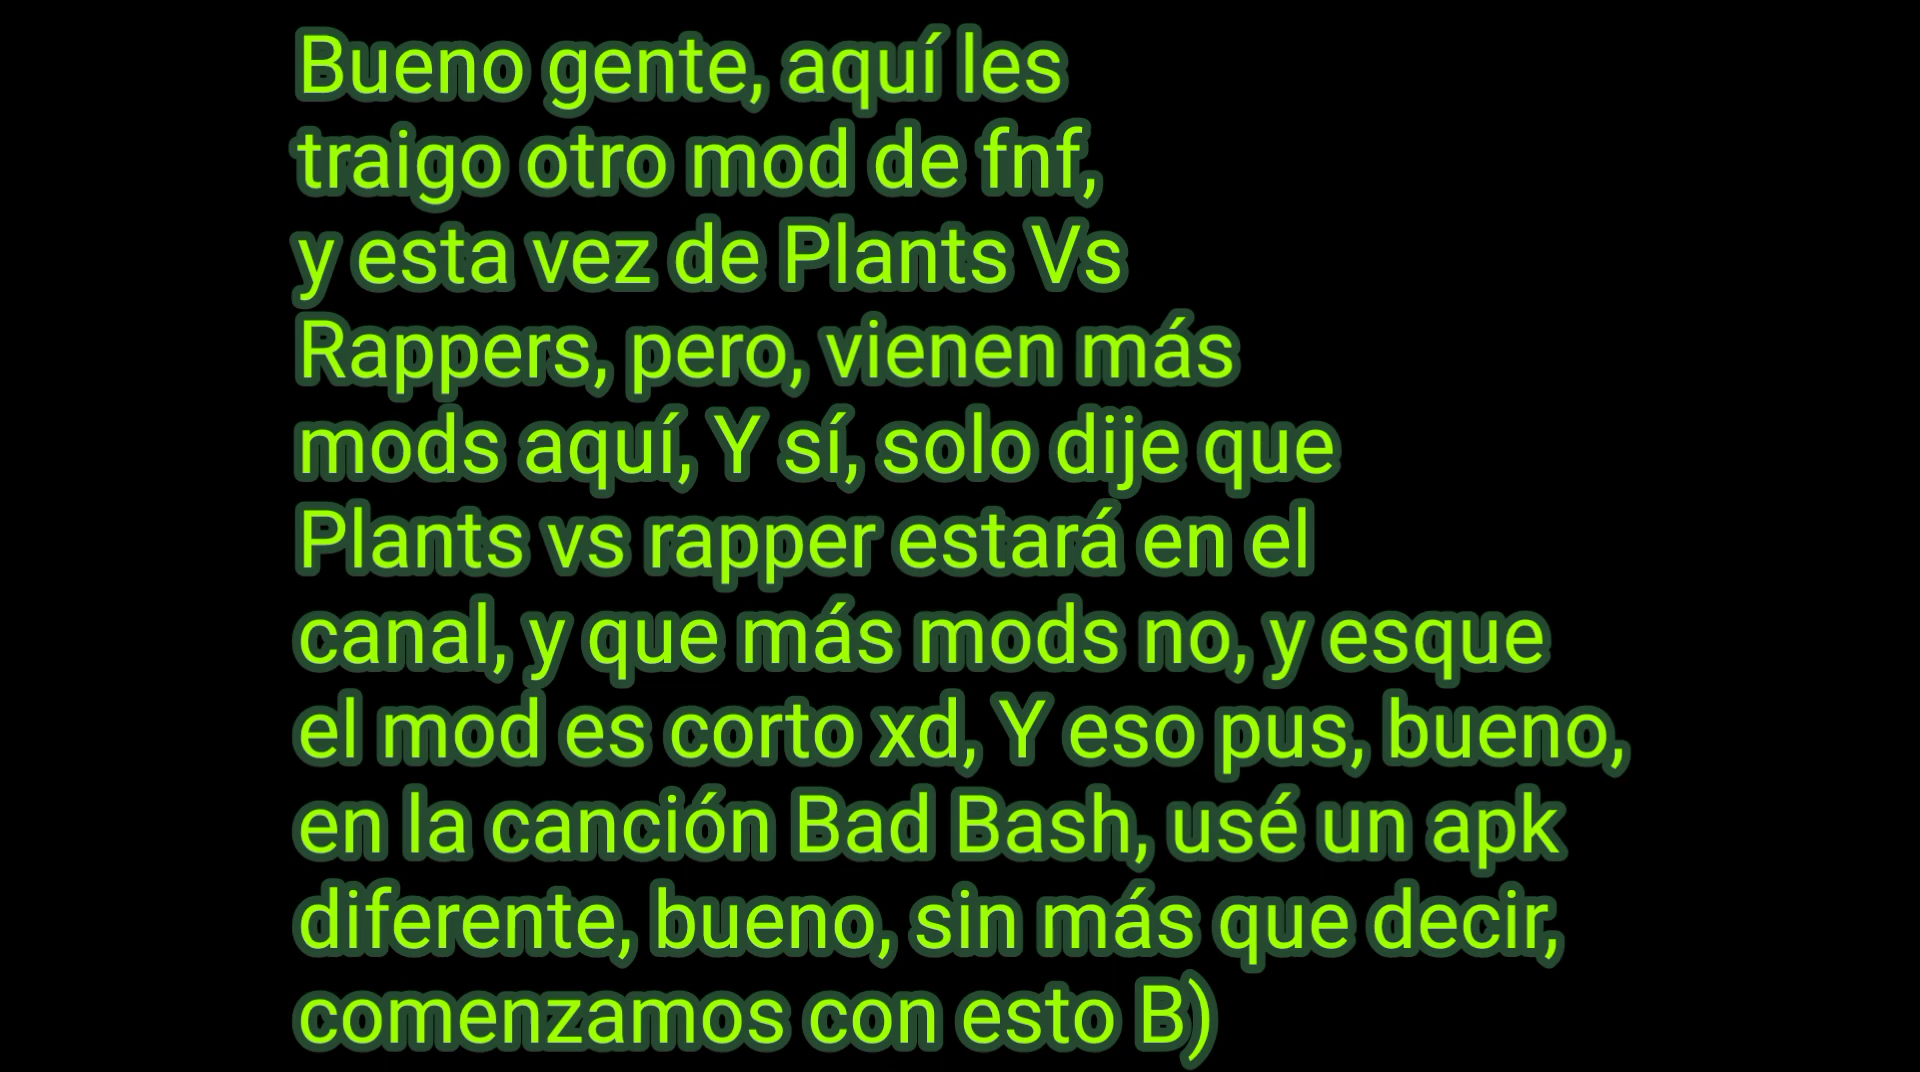 Bueno gente, aquí les
traigo otro mod de fnf,
y esta vez de Plants Vs
Rappers, pero, vienen más
mods aquí, Y sí, solo dije que
Plants vs rapper estará en el
canal, y que más mods no, y esque
el mod es corto xd, Y eso pus, bueno,
en la canción Bad Bash, usé un apk
diferente, bueno, sin más que decir,
comenzamos con esto B)